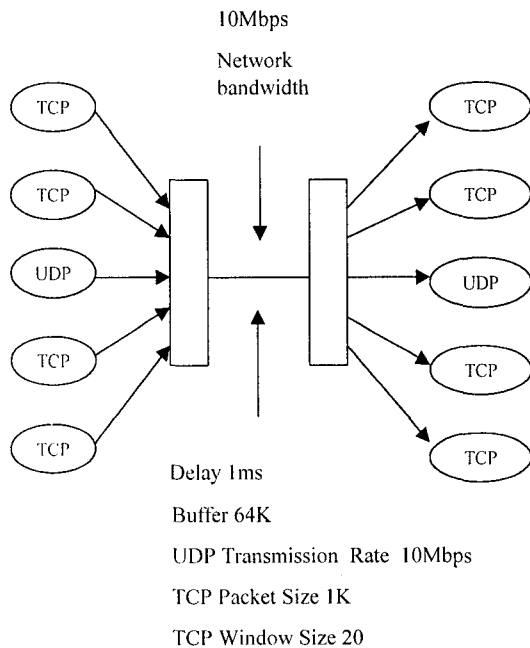 10Mbps
Network
bandwidth
TCP
TCP
TCP
TCP
UDP
UDP
TCP
TCP
TCP
TCP
Delay 1ms
Buffer 64K
UDP Transmission Rate 10Mbps
TCP Packet Size 1K
TCP Window Size 20